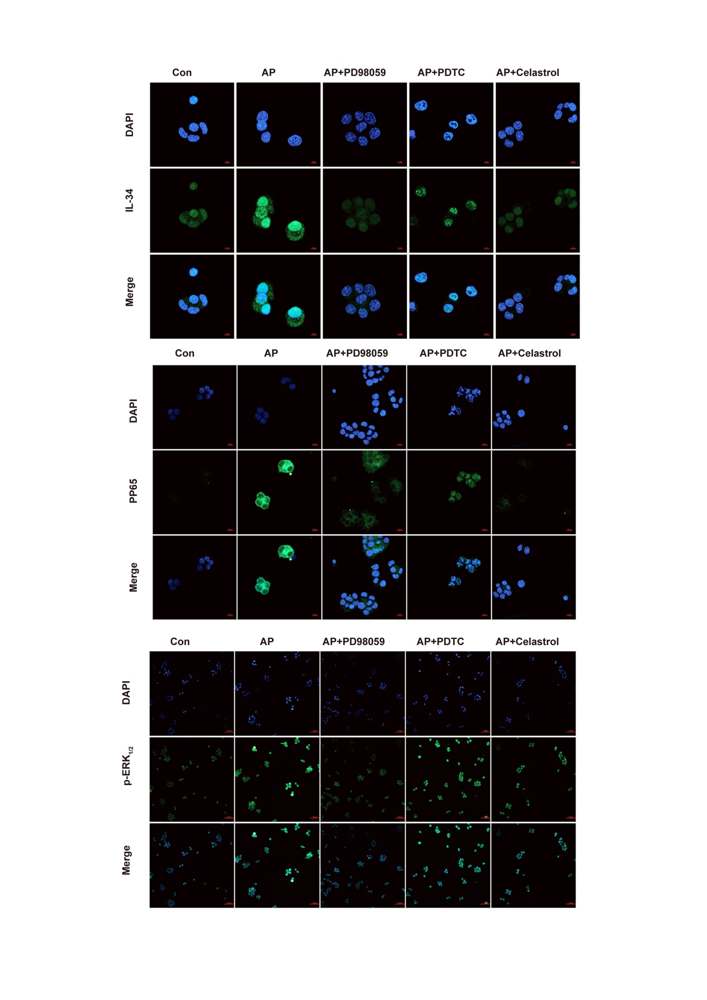 Con AP AP+PD98059 AP+PDTC AP+Celastrol
DAPI
IL-34
Merge
Con AP AP+PD98059 AP+PDTC AP+Celastrol
DAPI
PP65
Merge
Con AP AP+PD98059 AP+PDTC AP+Celastrol
DAPI
p-ERK1/2
Merge